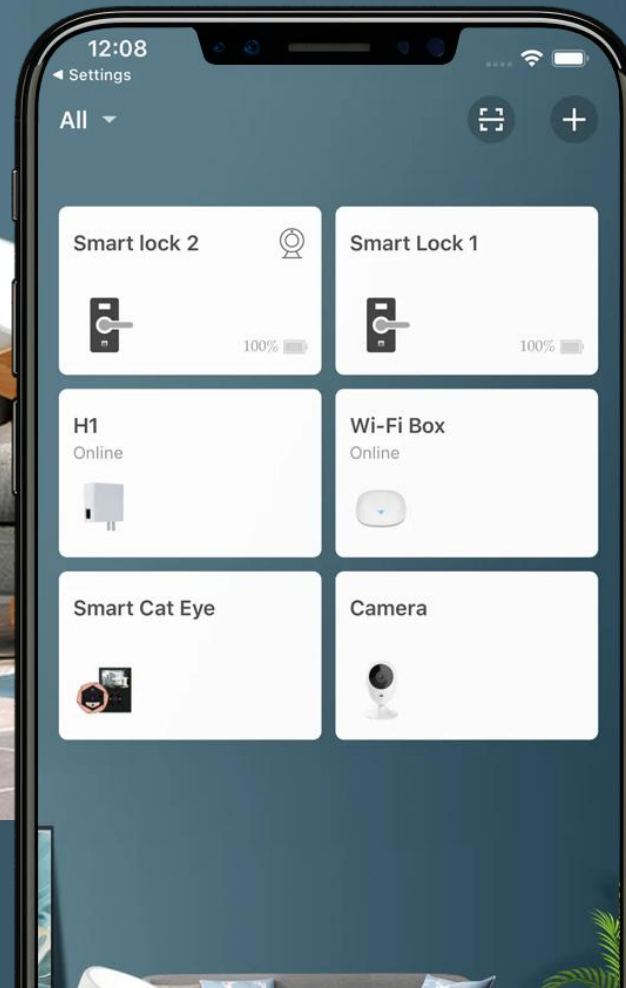 12:08
◀ Settings
All
Smart lock 2
100%
Smart Lock 1
100%
H1
Online
Wi-Fi Box
Online
Smart Cat Eye
Camera